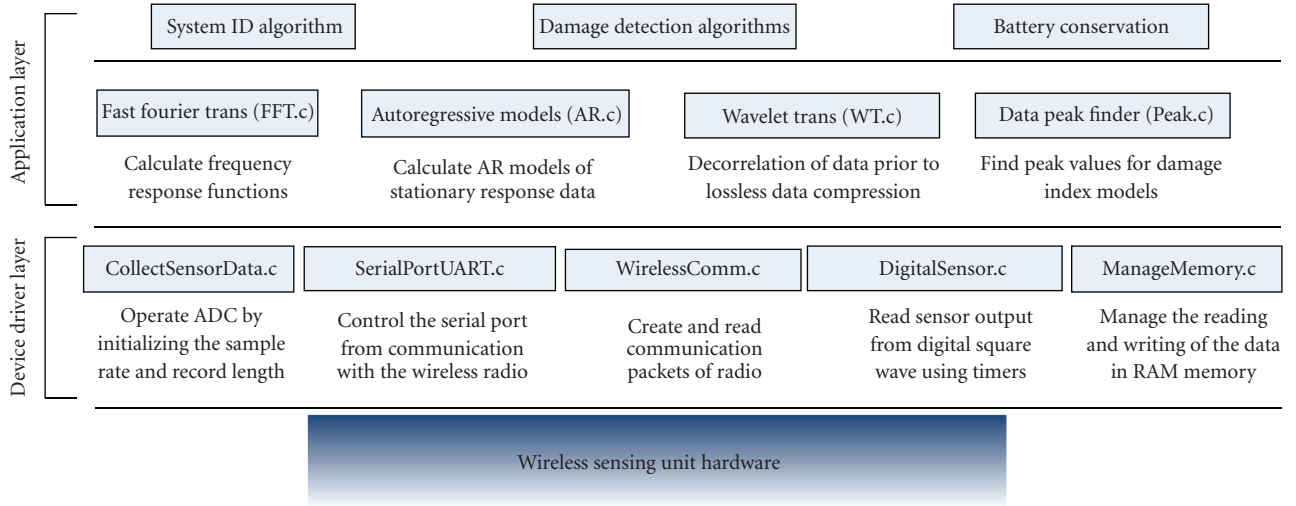 Application layer
System ID algorithm
Damage detection algorithms
Battery conservation
Fast fourier trans (FFT.c)
Autoregressive models (AR.c)
Wavelet trans (WT.c)
Data peak finder (Peak.c)
Calculate frequency
response functions
Calculate AR models of
stationary response data
Decorrelation of data prior to
lossless data compression
Find peak values for damage
index models
Device driver layer
CollectSensorData.c
SerialPortUART.c
WirelessComm.c
DigitalSensor.c
ManageMemory.c
Operate ADC by
initializing the sample
rate and record length
Control the serial port
from communication
with the wireless radio
Create and read
communication
packets of radio
Read sensor output
from digital square
wave using timers
Manage the reading
and writing of the data
in RAM memory
Wireless sensing unit hardware